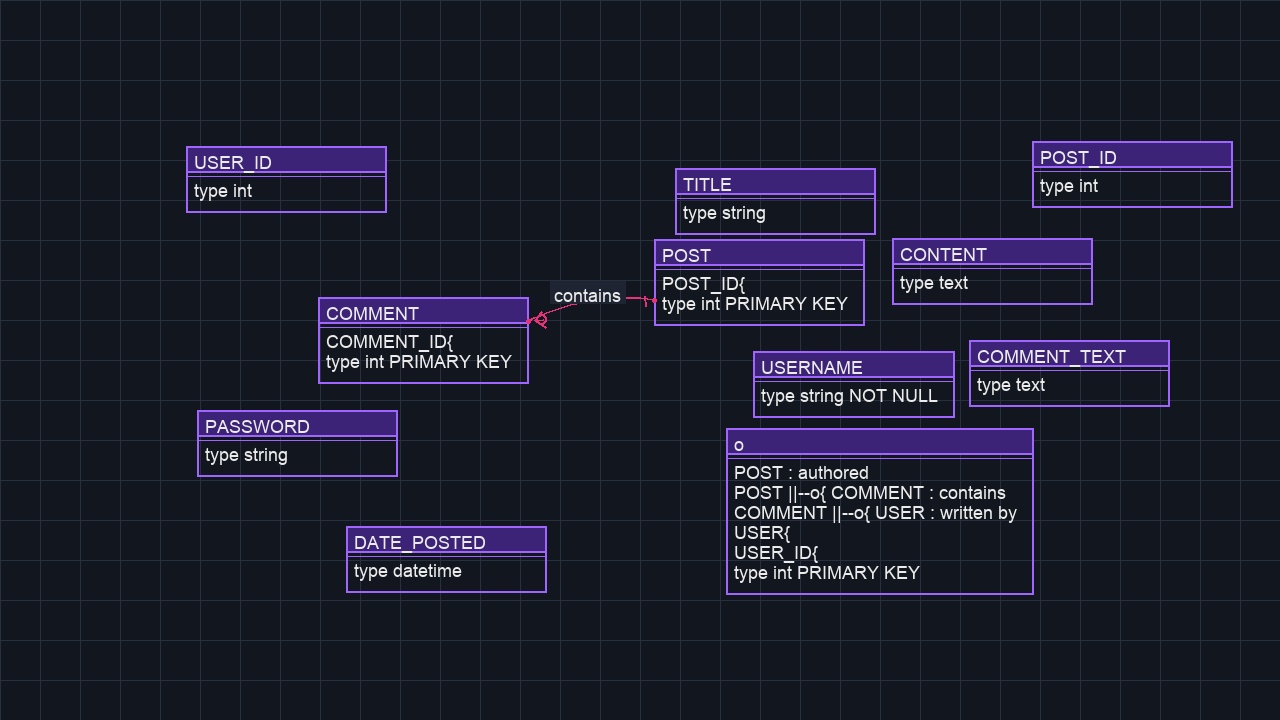 USER_ID
type int
POST_ID
type int
TITLE
type string
POST
POST_ID{
type int PRIMARY KEY
CONTENT
type text
contains
COMMENT
COMMENT_ID{
type int PRIMARY KEY
USERNAME
type string NOT NULL
COMMENT_TEXT
type text
PASSWORD
type string
o
POST : authored
POST ||--o{ COMMENT : contains
COMMENT ||--o{ USER : written by
USER{
USER_ID{
type int PRIMARY KEY
DATE_POSTED
type datetime